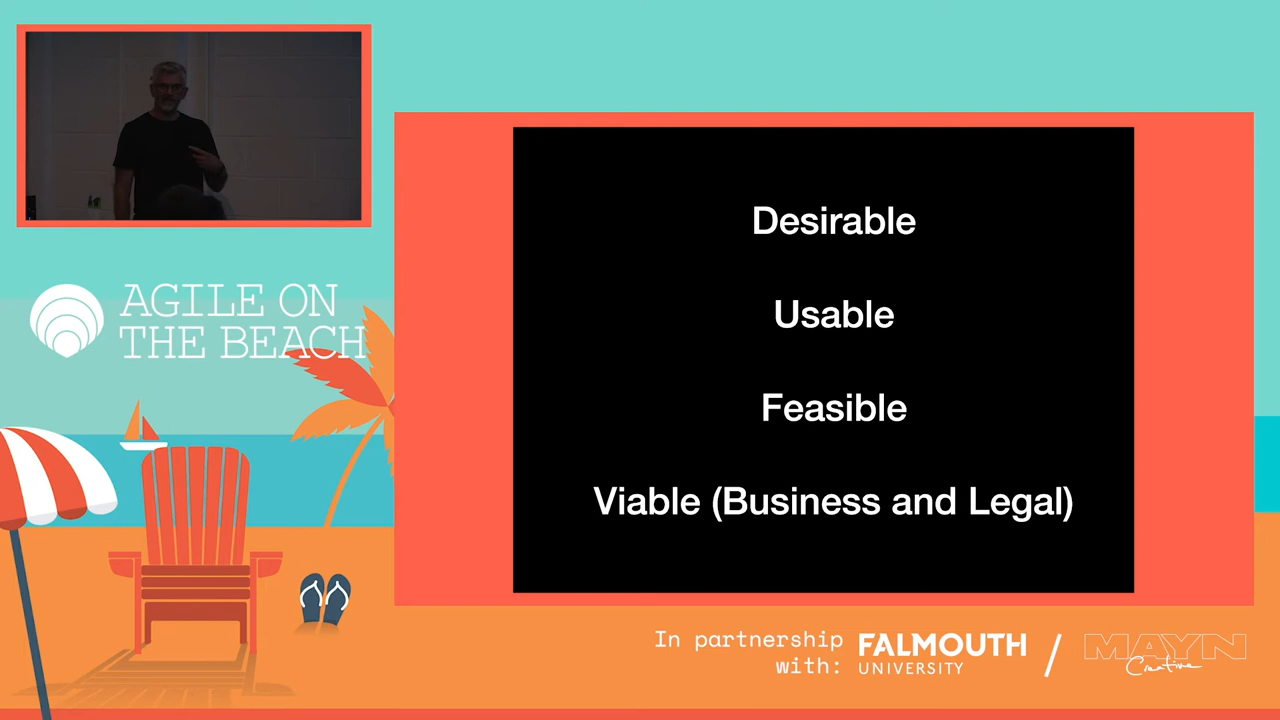 AGILE ON
THE BEACH
Desirable
Usable
Feasible
Viable (Business and Legal)
In partnership
with:
FALMOUTH
UNIVERSITY
/
MAYN
Creative